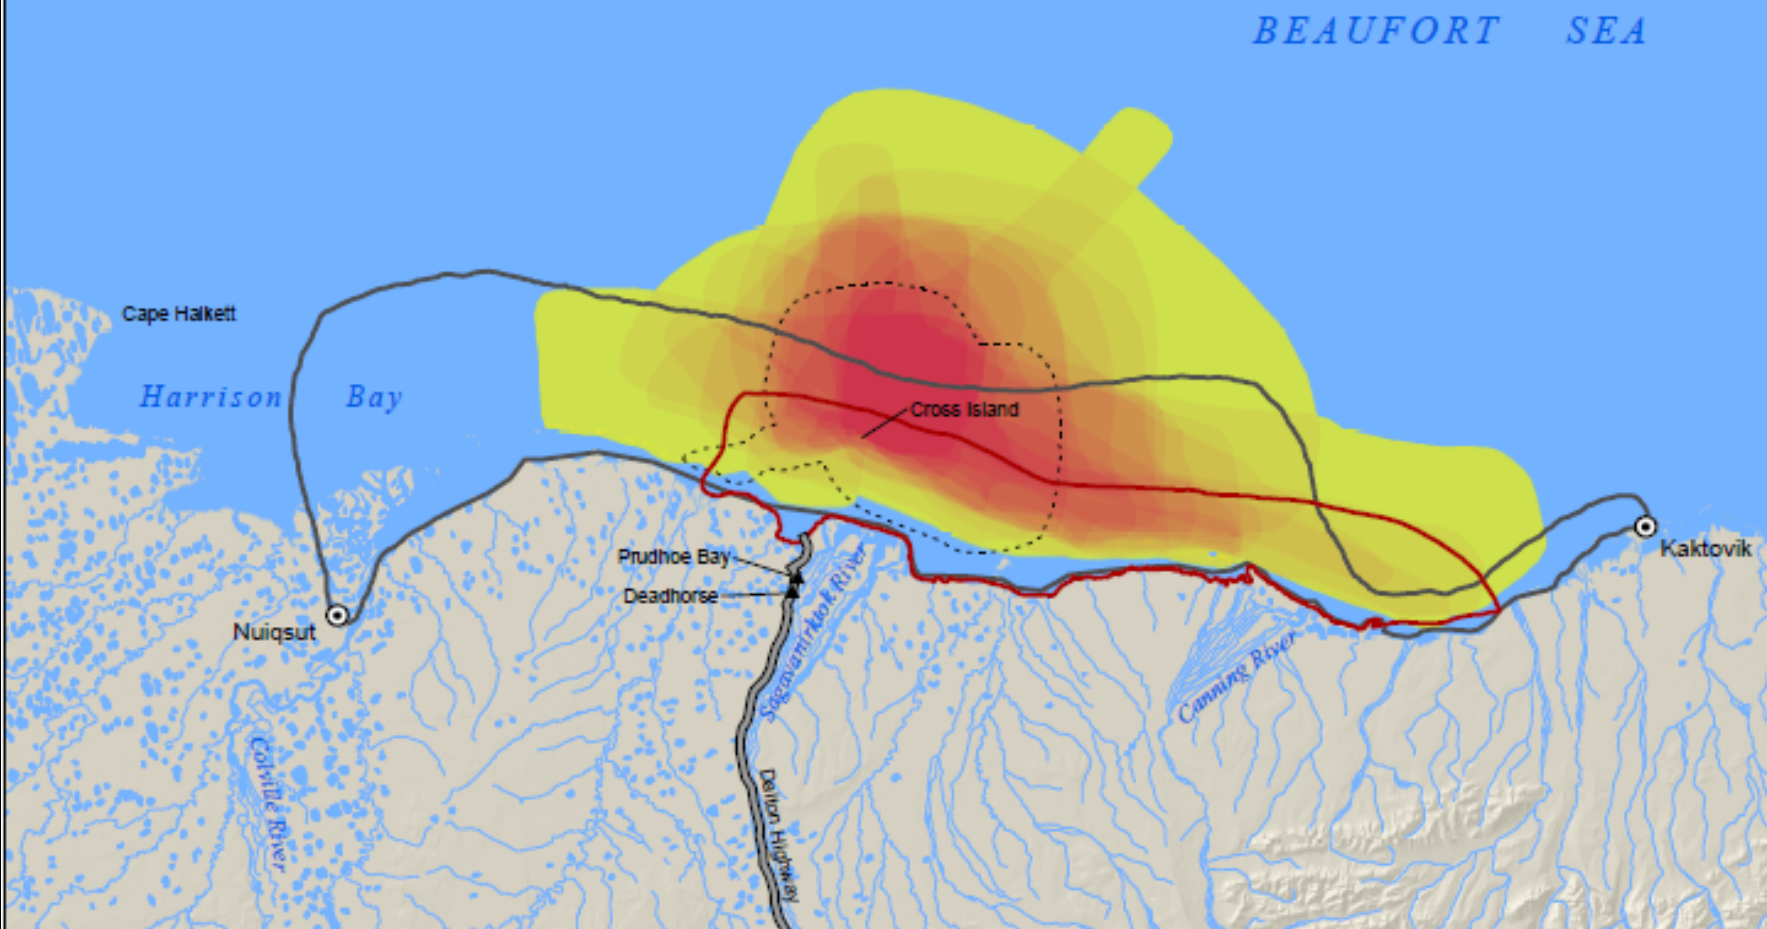 BEAUFORT SEA
Cape Halkett
Harrison Bay
Cross Island
Kaktovik
Prudhoe Bay
Deadhorse
Nuiqsut
Sagavanirktok River
Canning River
Colville River
Dalton Highway